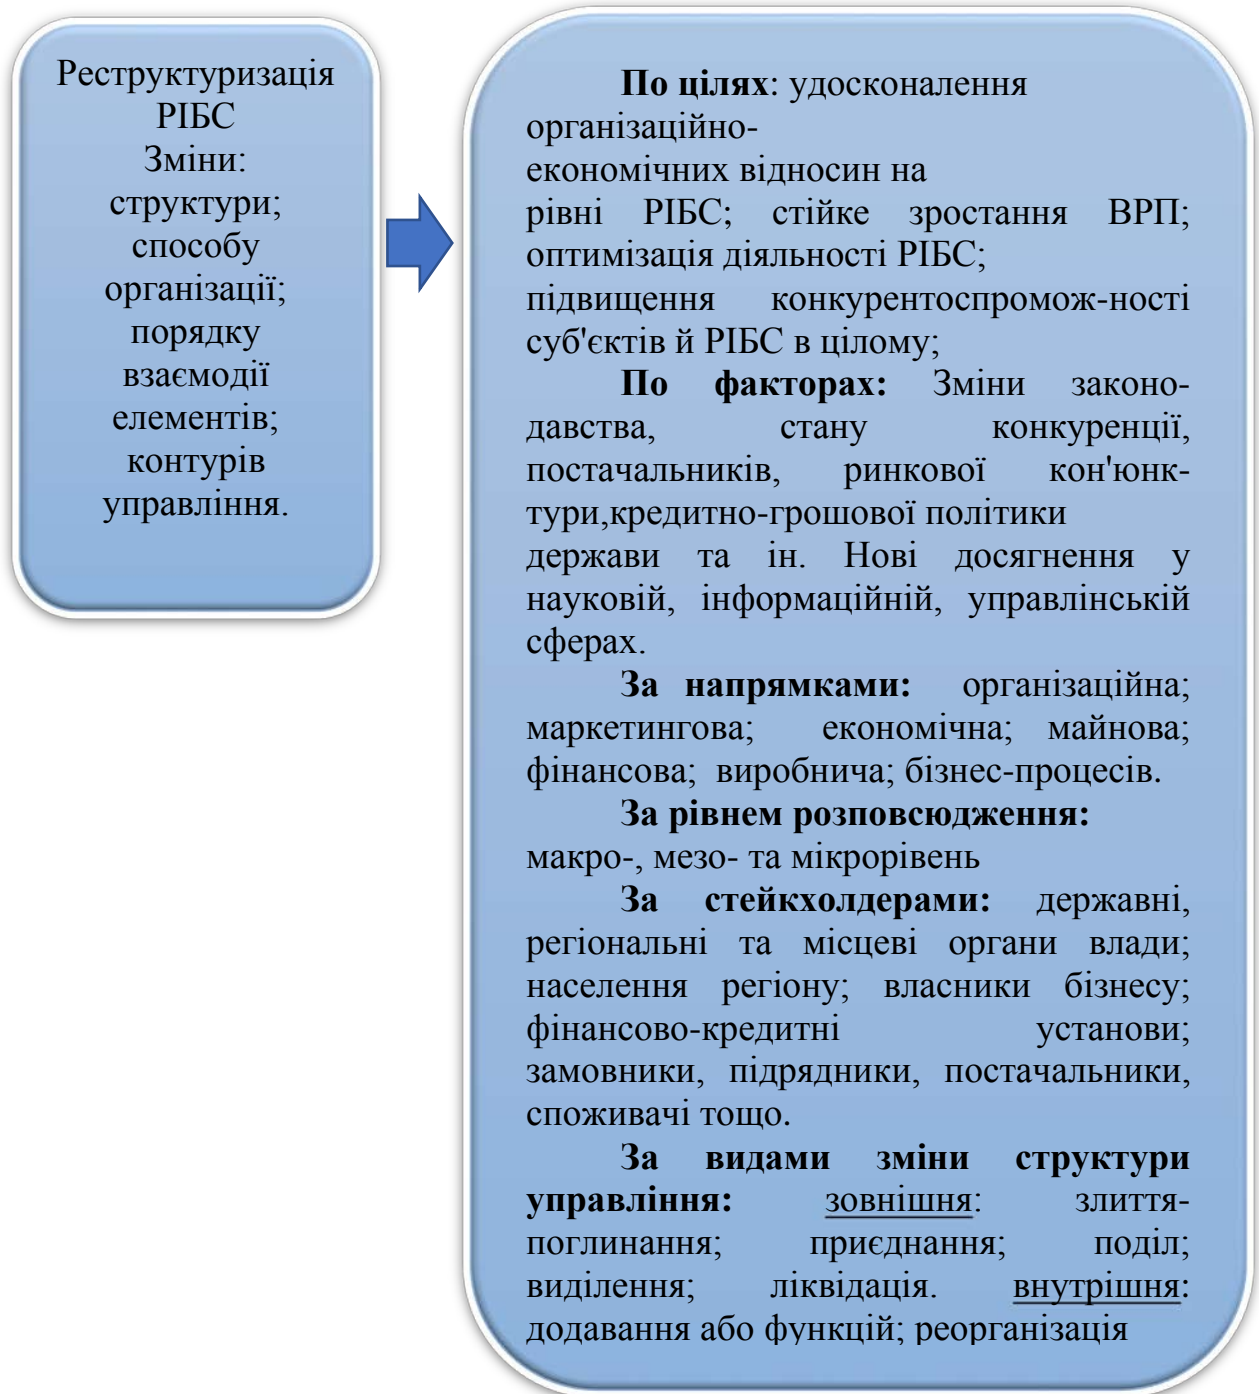 Реструктуризація
РІБС
Зміни:
структури;
способу
організації;
порядку
взаємодії
елементів;
контурів
управління.
По цілях: удосконалення
організаційно-
економічних відносин на
рівні РІБС; стійке зростання ВРП;
оптимізація діяльності РІБС;
підвищення конкурентоспромож-ності
суб'єктів й РІБС в цілому;
По факторах: Зміни законо-
давства, стану конкуренції,
постачальників, ринкової кон'юнк-
тури,кредитно-грошової політики
держави та ін. Нові досягнення у
науковій, інформаційній, управлінській
сферах.
За напрямками: організаційна;
маркетингова; економічна; майнова;
фінансова; виробнича; бізнес-процесів.
За рівнем розповсюдження:
макро-, мезо- та мікрорівень
За стейкхолдерами: державні,
регіональні та місцеві органи влади;
населення регіону; власники бізнесу;
фінансово-кредитні установи;
замовники, підрядники, постачальники,
споживачі тощо.
За видами зміни структури
управління: зовнішня: злиття-
поглинання; приєднання; поділ;
виділення; ліквідація. внутрішня:
додавання або функцій; реорганізація